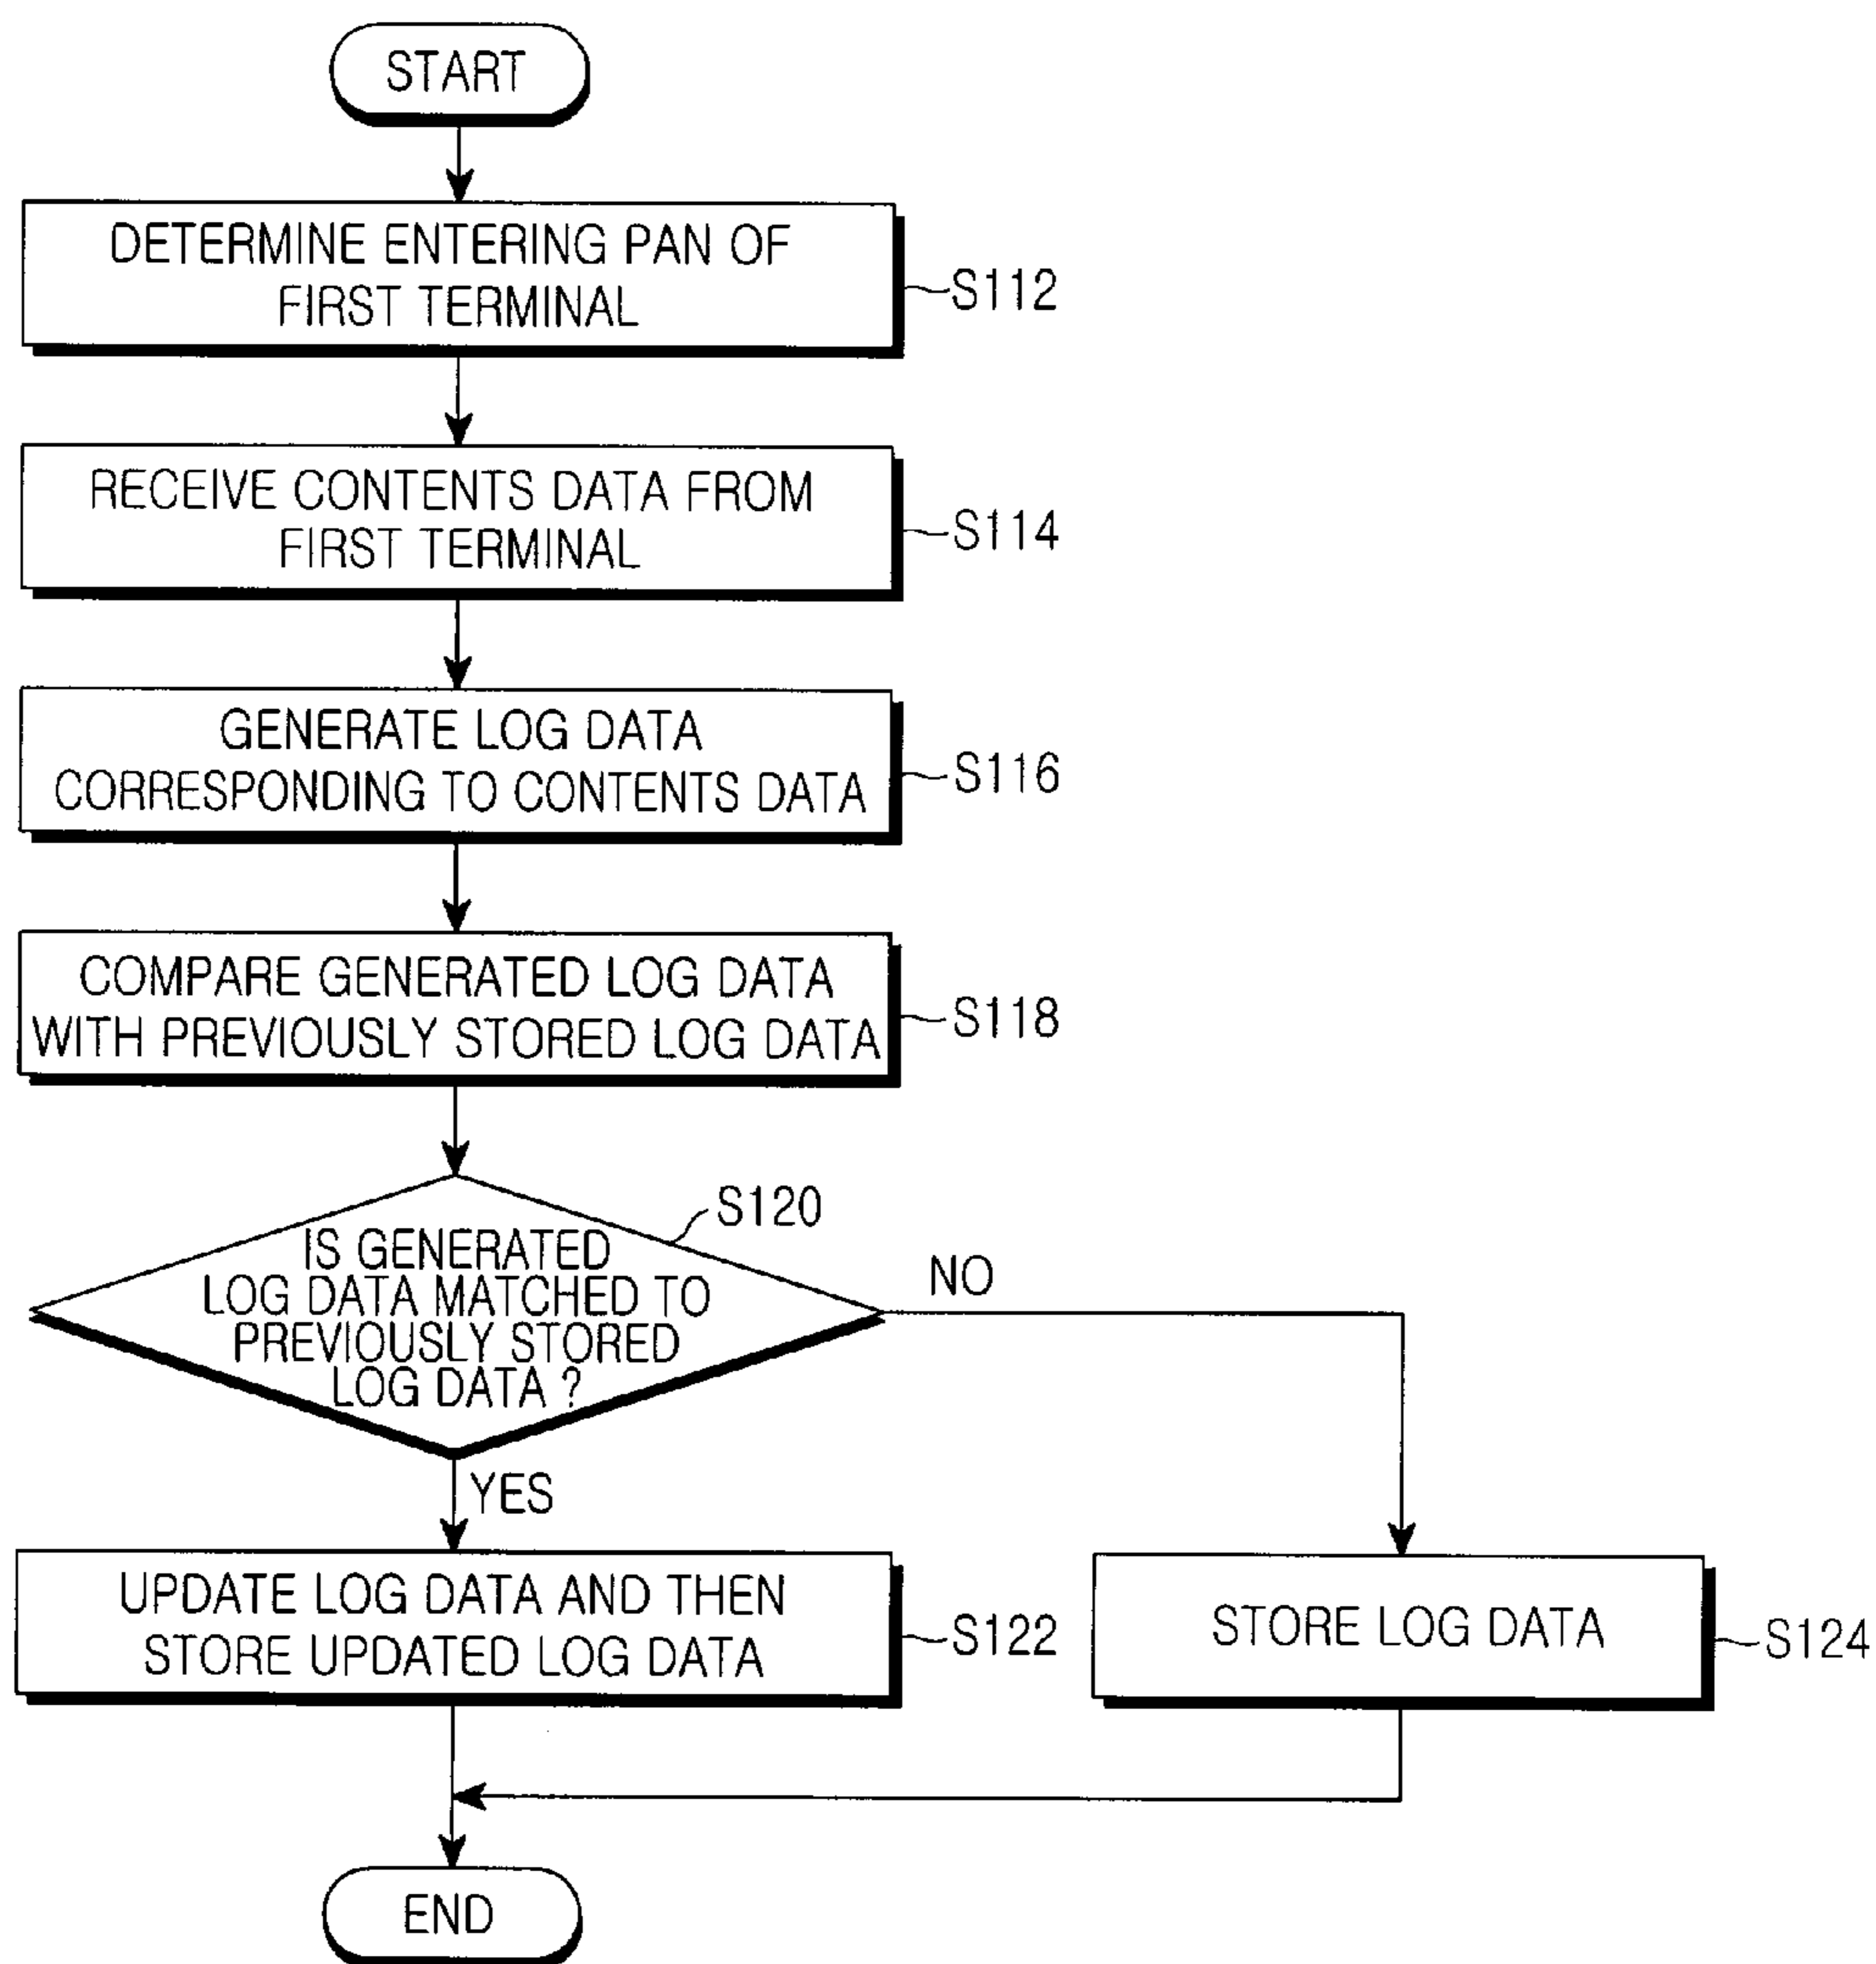 START
DETERMINE ENTERING PAN OF
FIRST TERMINAL
S112
RECEIVE CONTENTS DATA FROM
FIRST TERMINAL
S114
GENERATE LOG DATA
CORRESPONDING TO CONTENTS DATA
S116
COMPARE GENERATED LOG DATA
WITH PREVIOUSLY STORED LOG DATA
S118
S120
IS GENERATED
LOG DATA MATCHED TO
PREVIOUSLY STORED
LOG DATA ?
NO
YES
UPDATE LOG DATA AND THEN
STORE UPDATED LOG DATA
S122
STORE LOG DATA
S124
END